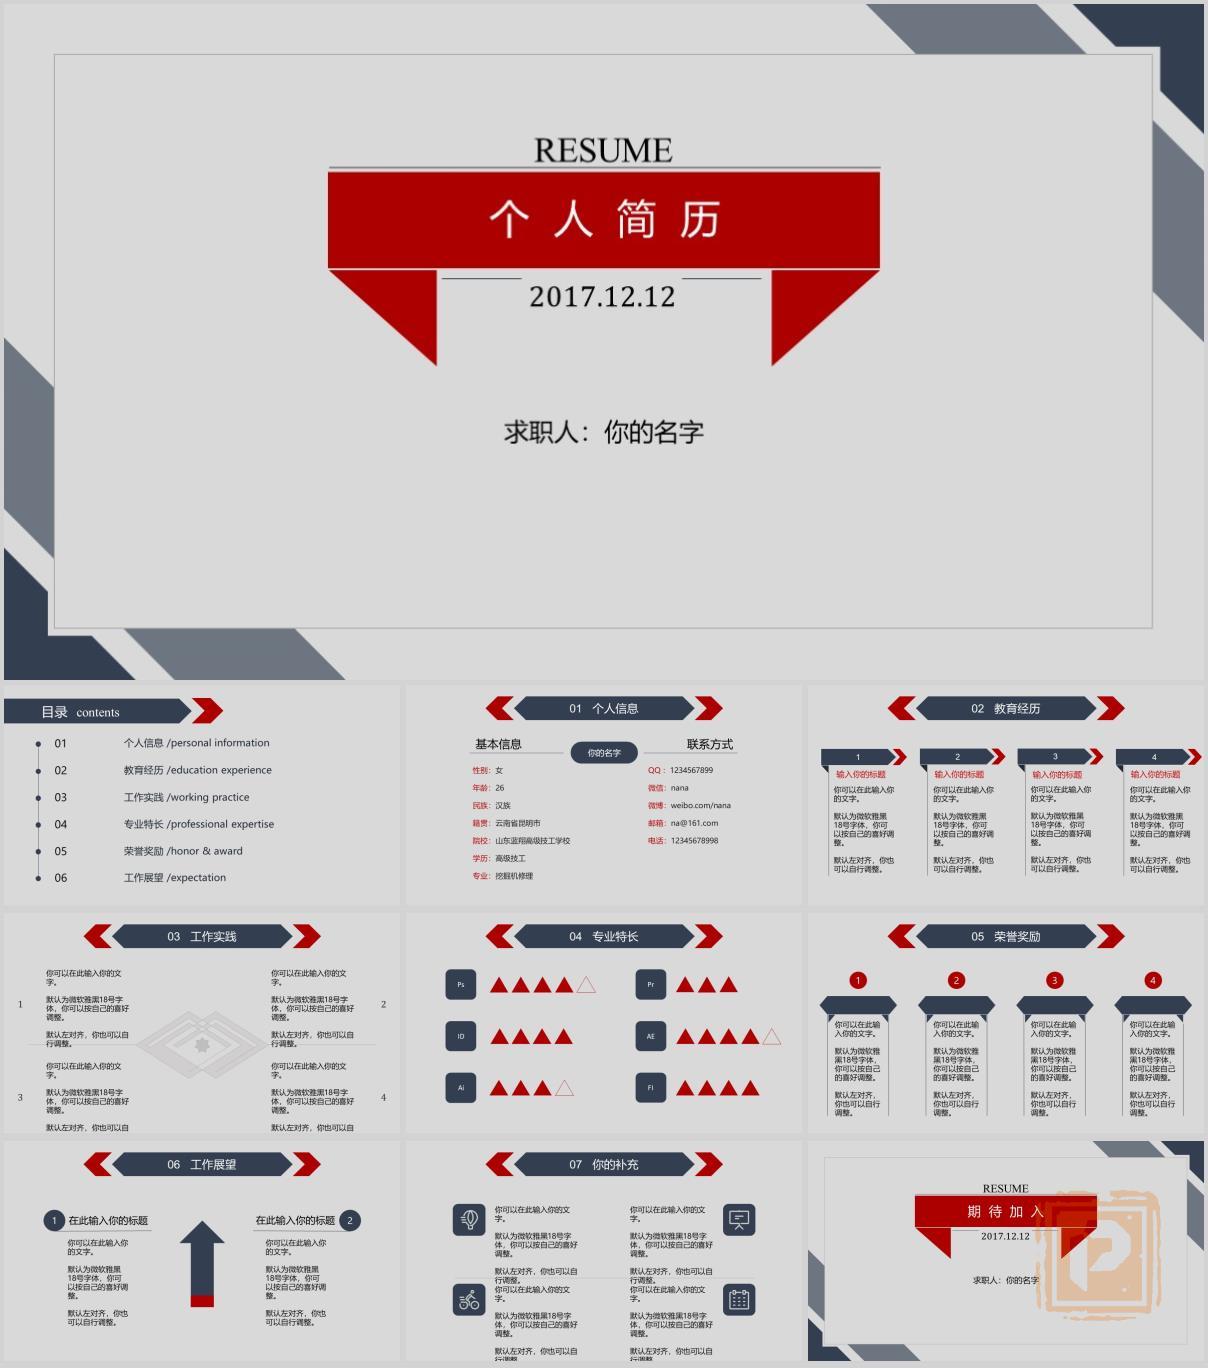 RESUME
个人简历
2017.12.12
求职人：你的名字
目录 contents
01 个人信息 /personal information
02 教育经历 /education experience
03 工作实践 /working practice
04 专业特长 /professional expertise
05 荣誉奖励 /honor & award
06 工作展望 /expectation
01 个人信息
基本信息
你的名字
联系方式
性别：女
年龄：26
民族：汉族
籍贯：云南省昆明市
院校：山东蓝翔高级技工学校
学历：高级技工
专业：挖掘机修理
QQ：1234567899
微信：nana
微博：weibo.com/nana
邮箱：na@161.com
电话：12345678998
02 教育经历
1
输入你的标题
你可以在此输入你
的文字。
默认为微软雅黑
18号字体，你可
以按自己的喜好调
整。
默认左对齐，你也
可以自行调整。
2
输入你的标题
你可以在此输入你
的文字。
默认为微软雅黑
18号字体，你可
以按自己的喜好调
整。
默认左对齐，你也
可以自行调整。
3
输入你的标题
你可以在此输入你
的文字。
默认为微软雅黑
18号字体，你可
以按自己的喜好调
整。
默认左对齐，你也
可以自行调整。
4
输入你的标题
你可以在此输入你
的文字。
默认为微软雅黑
18号字体，你可
以按自己的喜好调
整。
默认左对齐，你也
可以自行调整。
03 工作实践
1
你可以在此输入你的文
字。
默认为微软雅黑18号字
体，你可以按自己的喜好
调整。
默认左对齐，你也可以自
行调整。
2
你可以在此输入你的文
字。
默认为微软雅黑18号字
体，你可以按自己的喜好
调整。
默认左对齐，你也可以自
行调整。
3
你可以在此输入你的文
字。
默认为微软雅黑18号字
体，你可以按自己的喜好
调整。
默认左对齐，你也可以自
4
你可以在此输入你的文
字。
默认为微软雅黑18号字
体，你可以按自己的喜好
调整。
默认左对齐，你也可以自
04 专业特长
Ps
Pr
ID
AE
Ai
Fl
05 荣誉奖励
1
你可以在此输
入你的文字。
默认为微软雅
黑18号字体，
你可以按自己
的喜好调整。
默认左对齐，
你也可以自行
调整。
2
你可以在此输
入你的文字。
默认为微软雅
黑18号字体，
你可以按自己
的喜好调整。
默认左对齐，
你也可以自行
调整。
3
你可以在此输
入你的文字。
默认为微软雅
黑18号字体，
你可以按自己
的喜好调整。
默认左对齐，
你也可以自行
调整。
4
你可以在此输
入你的文字。
默认为微软雅
黑18号字体，
你可以按自己
的喜好调整。
默认左对齐，
你也可以自行
调整。
06 工作展望
1 在此输入你的标题
你可以在此输入你
的文字。
默认为微软雅黑
18号字体，你可
以按自己的喜好调
整。
默认左对齐，你也
可以自行调整。
在此输入你的标题 2
你可以在此输入你
的文字。
默认为微软雅黑
18号字体，你可
以按自己的喜好调
整。
默认左对齐，你也
可以自行调整。
07 你的补充
你可以在此输入你的文
字。
默认为微软雅黑18号字
体，你可以按自己的喜好
调整。
默认左对齐，你也可以自
行调整。
你可以在此输入你的文
字。
默认为微软雅黑18号字
体，你可以按自己的喜好
调整。
默认左对齐，你也可以自
行调整。
你可以在此输入你的文
字。
默认为微软雅黑18号字
体，你可以按自己的喜好
调整。
默认左对齐，你也可以自
行调整。
你可以在此输入你的文
字。
默认为微软雅黑18号字
体，你可以按自己的喜好
调整。
默认左对齐，你也可以自
行调整。
RESUME
期待加入
2017.12.12
求职人：你的名字